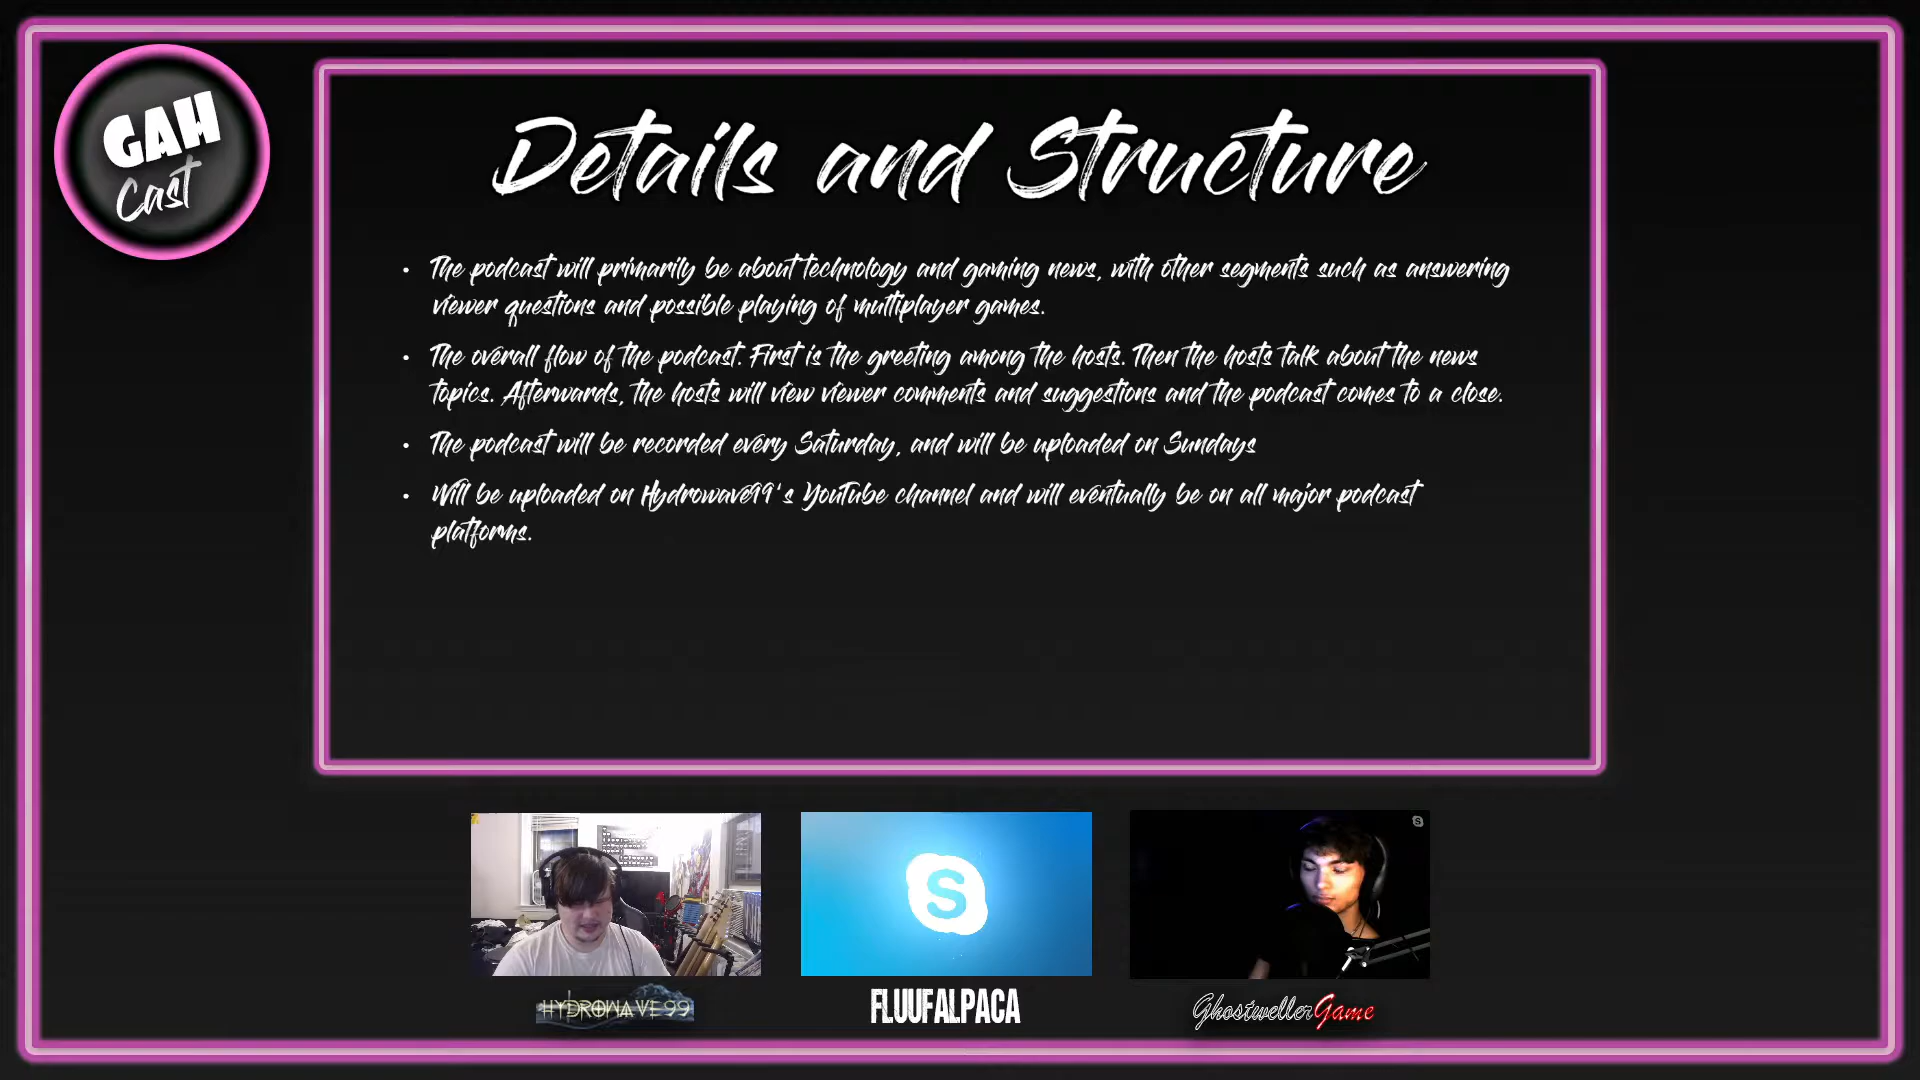 GAH
Cast
Details and Structure
• The podcast will primarily be about technology and gaming news, with other segments such as answering
viewer questions and possible playing of multiplayer games.
• The overall flow of the podcast. First is the greeting among the hosts. Then the hosts talk about the news
topics. Afterwards, the hosts will view viewer comments and suggestions and the podcast comes to a close.
• The podcast will be recorded every Saturday, and will be uploaded on Sundays
• Will be uploaded on Hydrowave99's YouTube channel and will eventually be on all major podcast
platforms.
S
S
HYDROWAVE99
FLUUFALPACA
GhostwellerGame